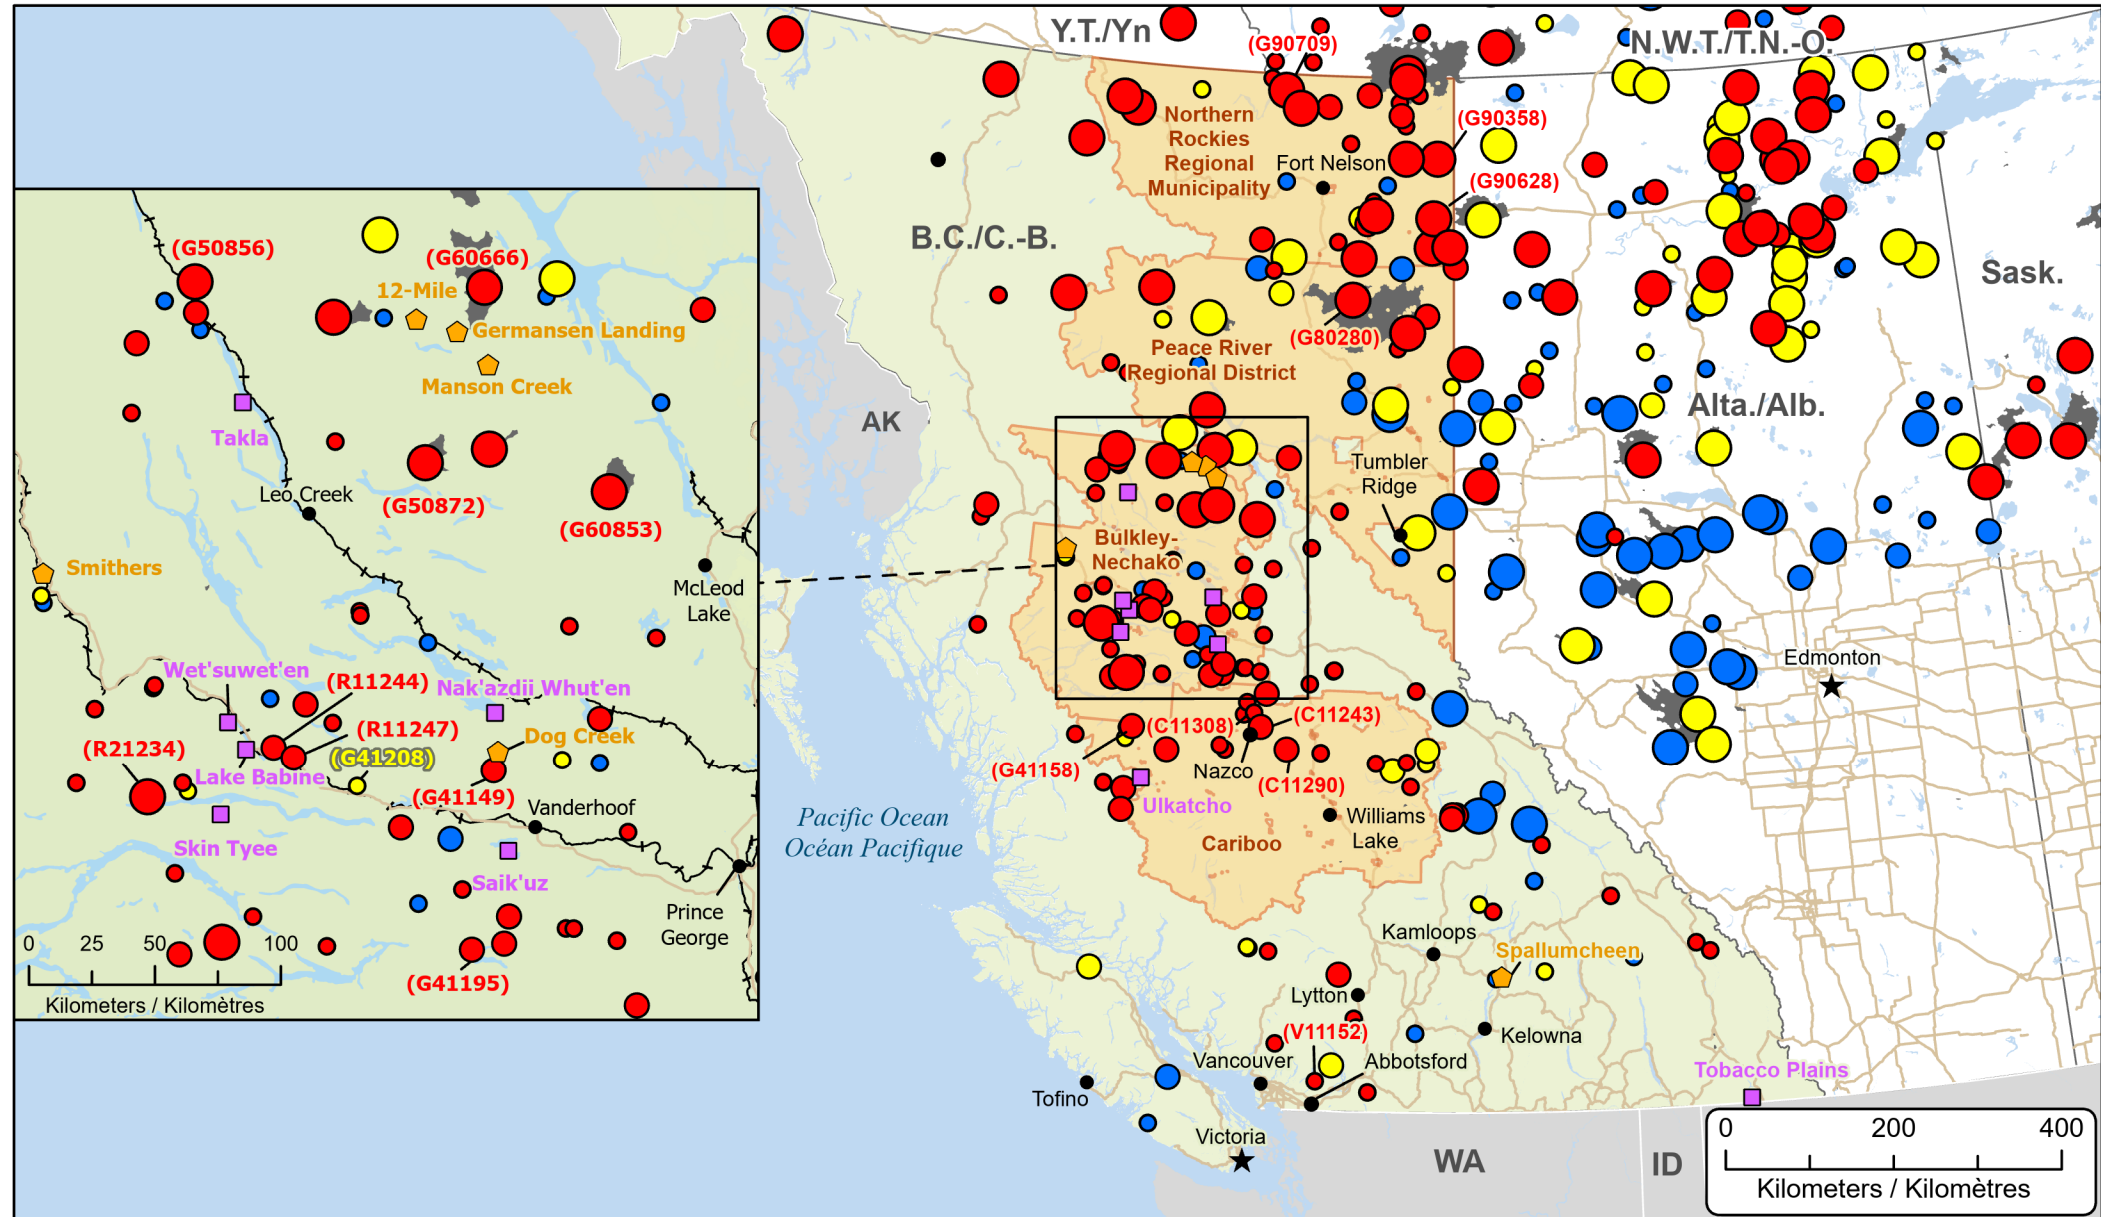 Y.T./Yn
N.W.T./T.N.-O.
(G90709)
Northern
Rockies
Regional
Municipality
Fort Nelson
(G90358)
(G90628)
B.C./C.-B.
Sask.
(G80280)
Peace River
Regional District
AK
Alta./Alb.
Tumbler
Ridge
Bulkley-
Nechako
Edmonton
(C11308)
(C11243)
(G41158)
Nazco
(C11290)
Ulkatcho
Williams
Lake
Cariboo
Pacific Ocean
Océan Pacifique
Kamloops
Spallumcheen
Lytton
(V11152)
Kelowna
Vancouver
Abbotsford
Tofino
Tobacco Plains
Victoria
WA
ID
0 200 400
Kilometers / Kilomètres
(G50856)
(G60666)
12-Mile
Germansen Landing
Manson Creek
Takla
Leo Creek
(G50872)
(G60853)
Smithers
McLeod
Lake
Wet'suwet'en
(R11244)
Nak'azdii Whut'en
(R11247)
Dog Creek
(R21234)
(G41208)
Lake Babine
(G41149)
Vanderhoof
Skin Tyee
Saik'uz
Prince
George
(G41195)
0 25 50 100
Kilometers / Kilomètres